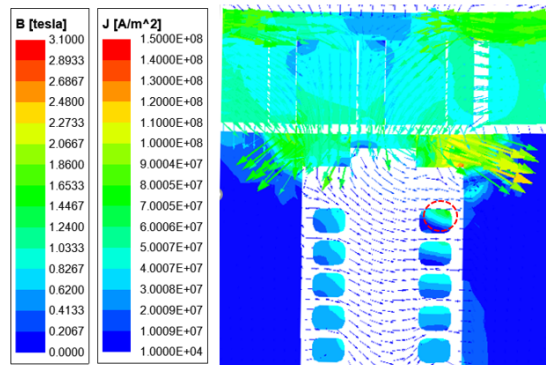 B [tesla]
3.1000
2.8933
2.6867
2.4800
2.2733
2.0667
1.8600
1.6533
1.4467
1.2400
1.0333
0.8267
0.6200
0.4133
0.2067
0.0000
J [A/m^2]
1.5000E+08
1.4000E+08
1.3000E+08
1.2000E+08
1.1000E+08
1.0000E+08
9.0004E+07
8.0005E+07
7.0005E+07
6.0006E+07
5.0007E+07
4.0007E+07
3.0008E+07
2.0009E+07
1.0009E+07
1.0000E+04